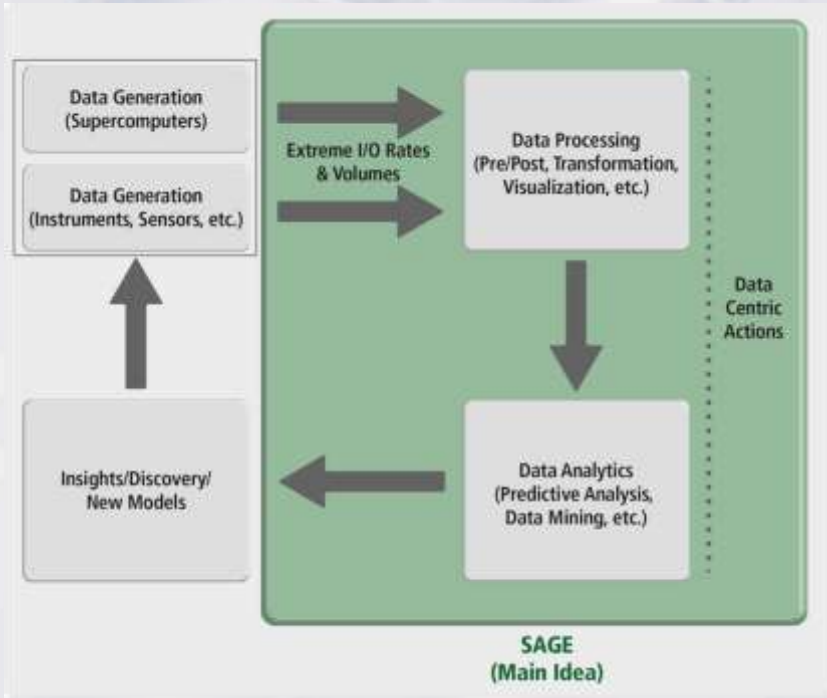 Data Generation
(Supercomputers)
Data Generation
(Instruments, Sensors, etc.)
Extreme I/O Rates
& Volumes
Data Processing
(Pre/Post, Transformation,
Visualization, etc.)
Data
Centric
Actions
Insights/Discovery/
New Models
Data Analytics
(Predictive Analysis,
Data Mining, etc.)
SAGE
(Main Idea)